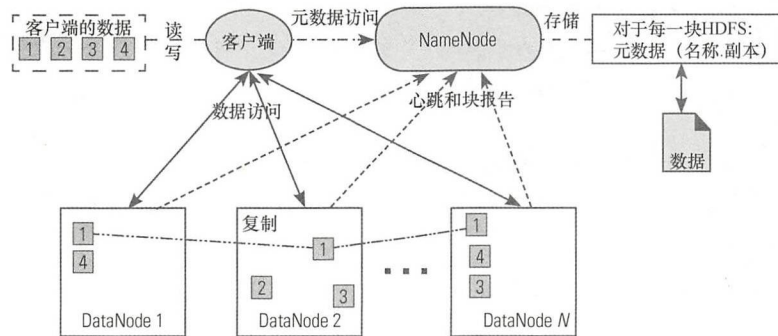 客户端的数据
1 2 3 4
读
写
客户端
元数据访问
NameNode
存储
对于每一块HDFS:
元数据（名称.副本）
数据访问
心跳和块报告
数据
1
4
DataNode 1
复制
1
2
3
DataNode 2
1
4
3
DataNode N